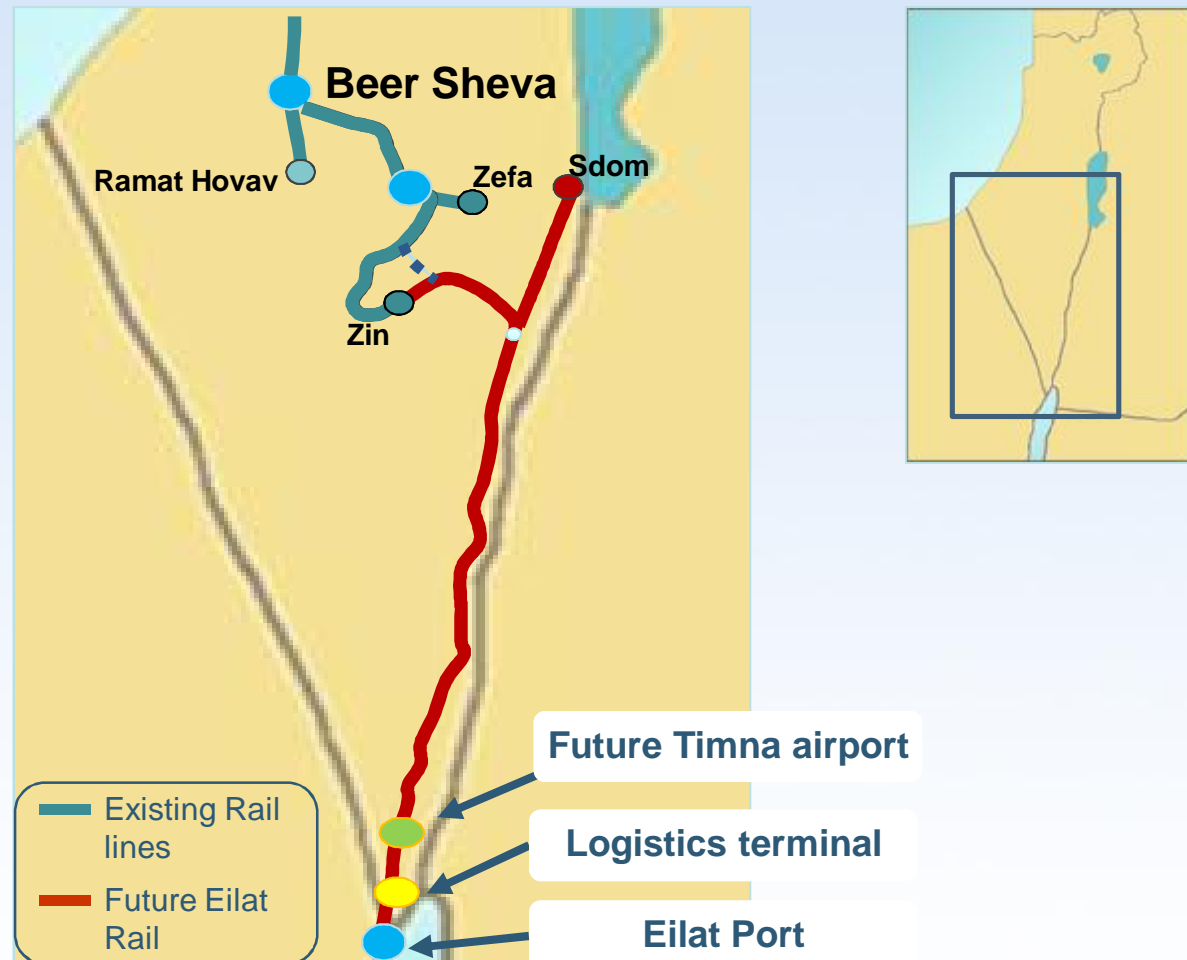 Beer Sheva
Ramat Hovav
Zefa
Sdom
Zin
Future Timna airport
Logistics terminal
Eilat Port
Existing Rail
lines
Future Eilat
Rail